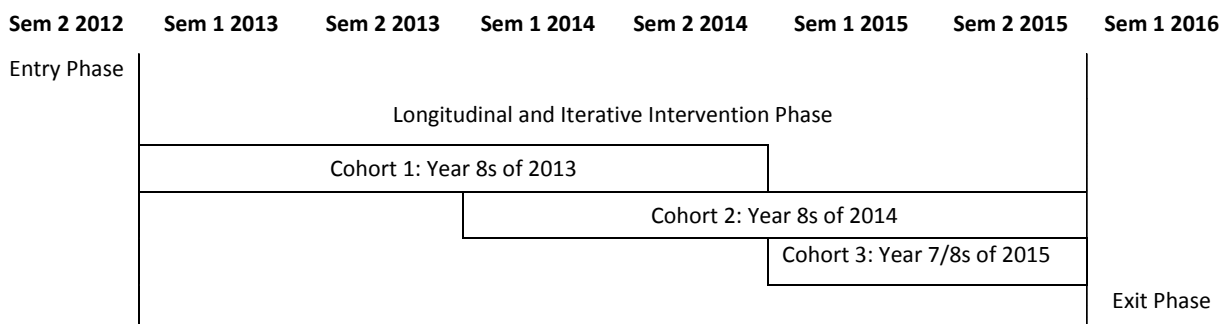 Sem 2 2012 Sem 1 2013 Sem 2 2013 Sem 1 2014 Sem 2 2014 Sem 1 2015 Sem 2 2015 Sem 1 2016
Entry Phase
Longitudinal and Iterative Intervention Phase
Cohort 1: Year 8s of 2013
Cohort 2: Year 8s of 2014
Cohort 3: Year 7/8s of 2015
Exit Phase